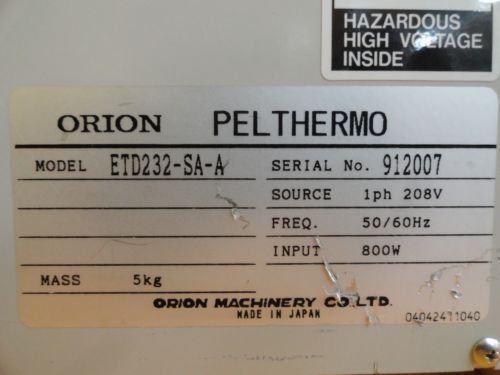 HAZARDOUS
HIGH VOLTAGE
INSIDE
ORION PELTHERMO
MODEL ETD232-SA-A SERIAL No. 912007
SOURCE 1ph 208V
FREQ. 50/60Hz
INPUT 800W
MASS 5kg
ORION MACHINERY CO.,LTD.
MADE IN JAPAN